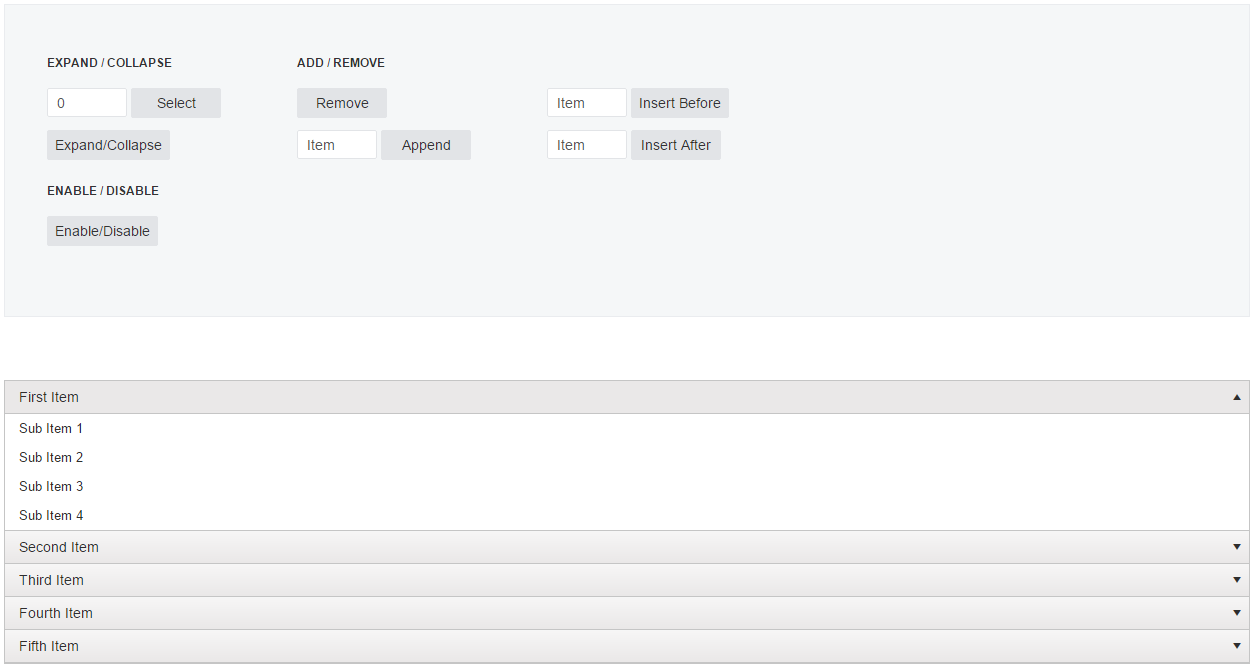 EXPAND / COLLAPSE
0 Select
Expand/Collapse
ENABLE / DISABLE
Enable/Disable
ADD / REMOVE
Remove
Item Append
Item Insert Before
Item Insert After
First Item
Sub Item 1
Sub Item 2
Sub Item 3
Sub Item 4
Second Item
Third Item
Fourth Item
Fifth Item